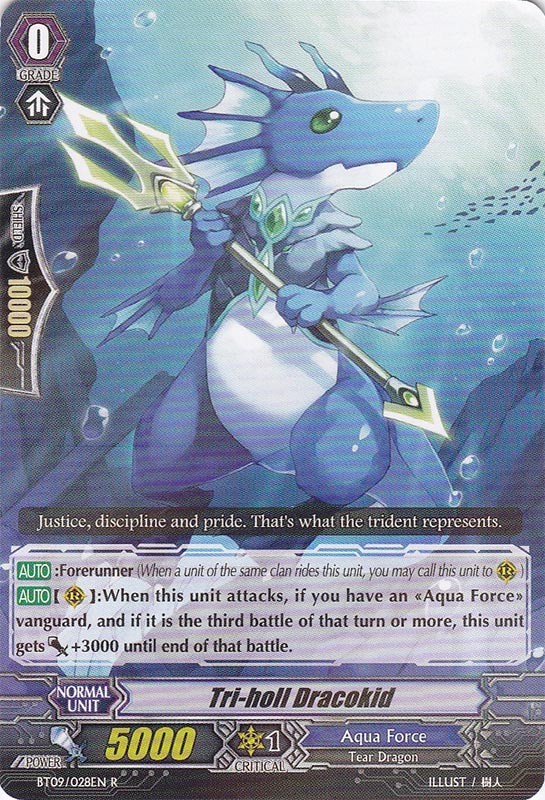 0
GRADE
SHIELD
10000
Justice, discipline and pride. That's what the trident represents.
AUTO :Forerunner (When a unit of the same clan rides this unit, you may call this unit to R)
AUTO [ R ]:When this unit attacks, if you have an «Aqua Force»
vanguard, and if it is the third battle of that turn or more, this unit
gets +3000 until end of that battle.
NORMAL
UNIT
Tri-holl Dracokid
POWER
5000
1
CRITICAL
Aqua Force
Tear Dragon
BT09/028EN R
ILLUST / 樹人